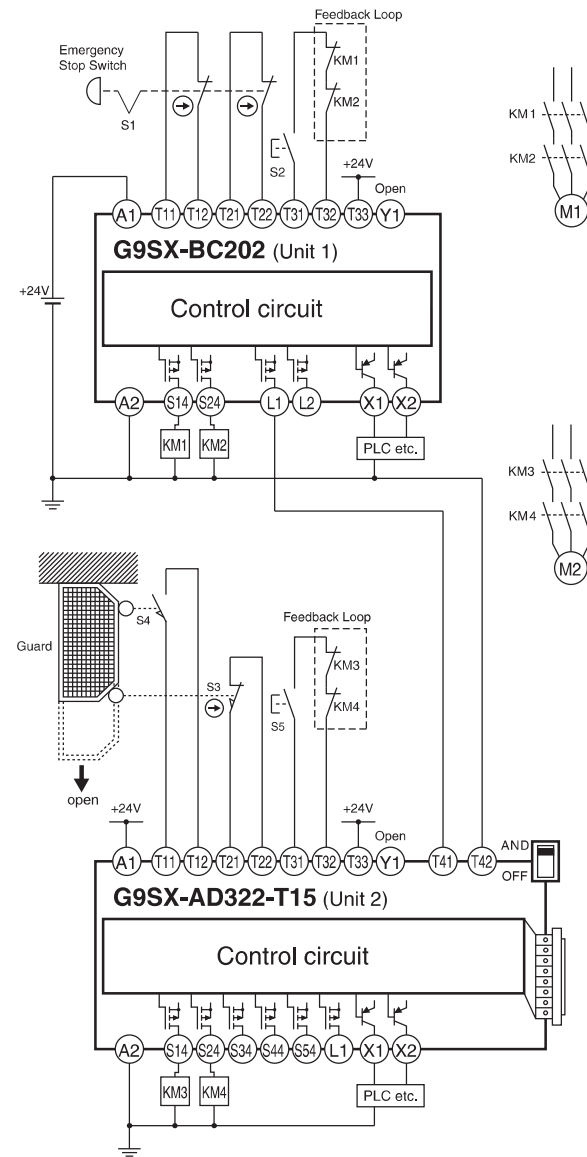 Feedback Loop
Emergency
Stop Switch
KM1
KM2
S1
S2
+24V
Open
KM1
KM2
M1
A1 T11 T12 T21 T22 T31 T32 T33 Y1
G9SX-BC202 (Unit 1)
+24V
Control circuit
A2 S14 S24 L1 L2 X1 X2
KM1 KM2 PLC etc.
KM3
KM4
M2
Guard
S4
Feedback Loop
KM3
KM4
S3
S5
open
+24V
+24V
Open
A1 T11 T12 T21 T22 T31 T32 T33 Y1 T41 T42
AND
OFF
G9SX-AD322-T15 (Unit 2)
Control circuit
A2 S14 S24 S34 S44 S54 L1 X1 X2
KM3 KM4 PLC etc.